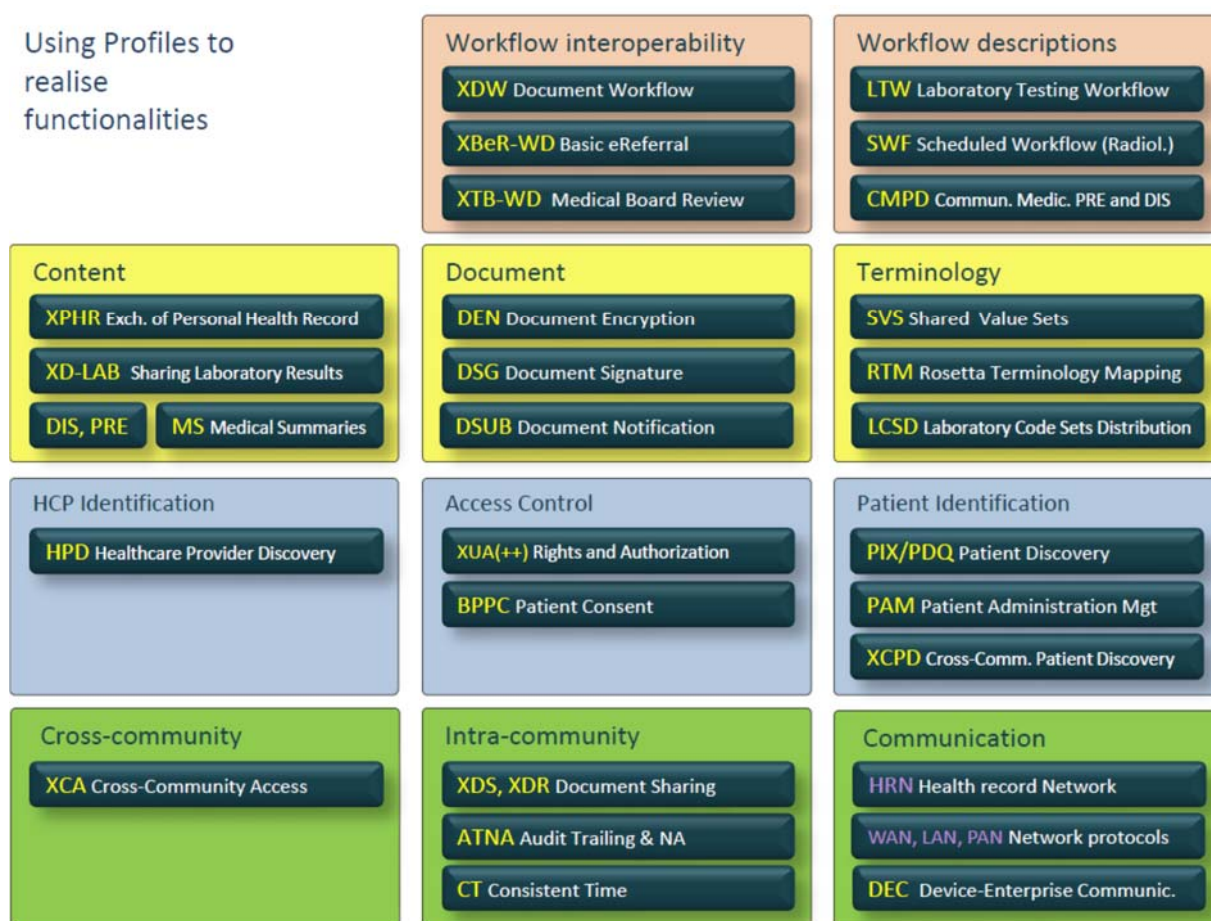 Using Profiles to
realise
functionalities
Workflow interoperability
XDW Document Workflow
XBeR-WD Basic eReferral
XTB-WD Medical Board Review
Workflow descriptions
LTW Laboratory Testing Workflow
SWF Scheduled Workflow (Radiol.)
CMPD Commun. Medic. PRE and DIS
Content
XPHR Exch. of Personal Health Record
XD-LAB Sharing Laboratory Results
DIS, PRE
MS Medical Summaries
Document
DEN Document Encryption
DSG Document Signature
DSUB Document Notification
Terminology
SVS Shared Value Sets
RTM Rosetta Terminology Mapping
LCSD Laboratory Code Sets Distribution
HCP Identification
HPD Healthcare Provider Discovery
Access Control
XUA(++) Rights and Authorization
BPPC Patient Consent
Patient Identification
PIX/PDQ Patient Discovery
PAM Patient Administration Mgt
XCPD Cross-Comm. Patient Discovery
Cross-community
XCA Cross-Community Access
Intra-community
XDS, XDR Document Sharing
ATNA Audit Trailing & NA
CT Consistent Time
Communication
HRN Health record Network
WAN, LAN, PAN Network protocols
DEC Device-Enterprise Communic.